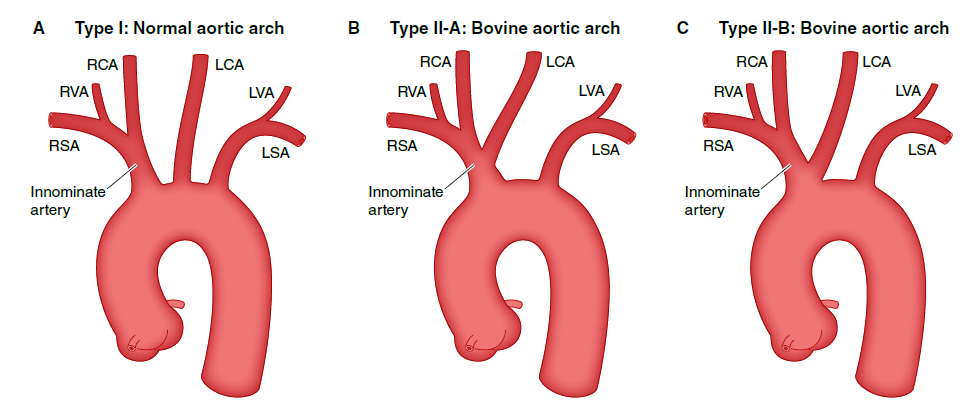 A Type I: Normal aortic arch
RCA
LCA
RVA
LVA
RSA
LSA
Innominate
artery
B Type II-A: Bovine aortic arch
RCA
LCA
RVA
LVA
RSA
LSA
Innominate
artery
C Type II-B: Bovine aortic arch
RCA
LCA
RVA
LVA
RSA
LSA
Innominate
artery